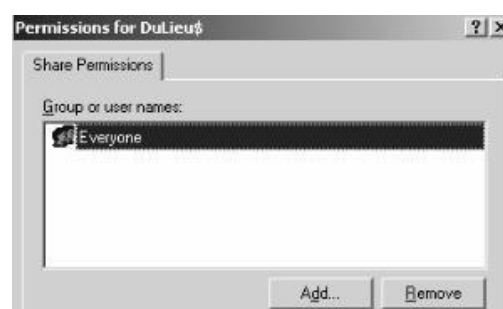 Permissions for DuLieu$
Share Permissions
Group or user names:
Everyone
Add... Remove